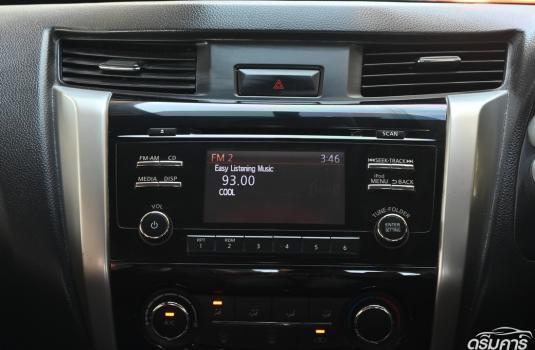 SCAN
FM-AM CD
MEDIA DISP
VOL
FM 2 3:46
Easy Listening Music
93.00
COOL
SEEK·TRACK
iPod
MENU BACK
TUNE·FOLDER
ENTER
SETTING
RPT RDM
1 2 3 4 5 6
A/C
อรุมคาร์